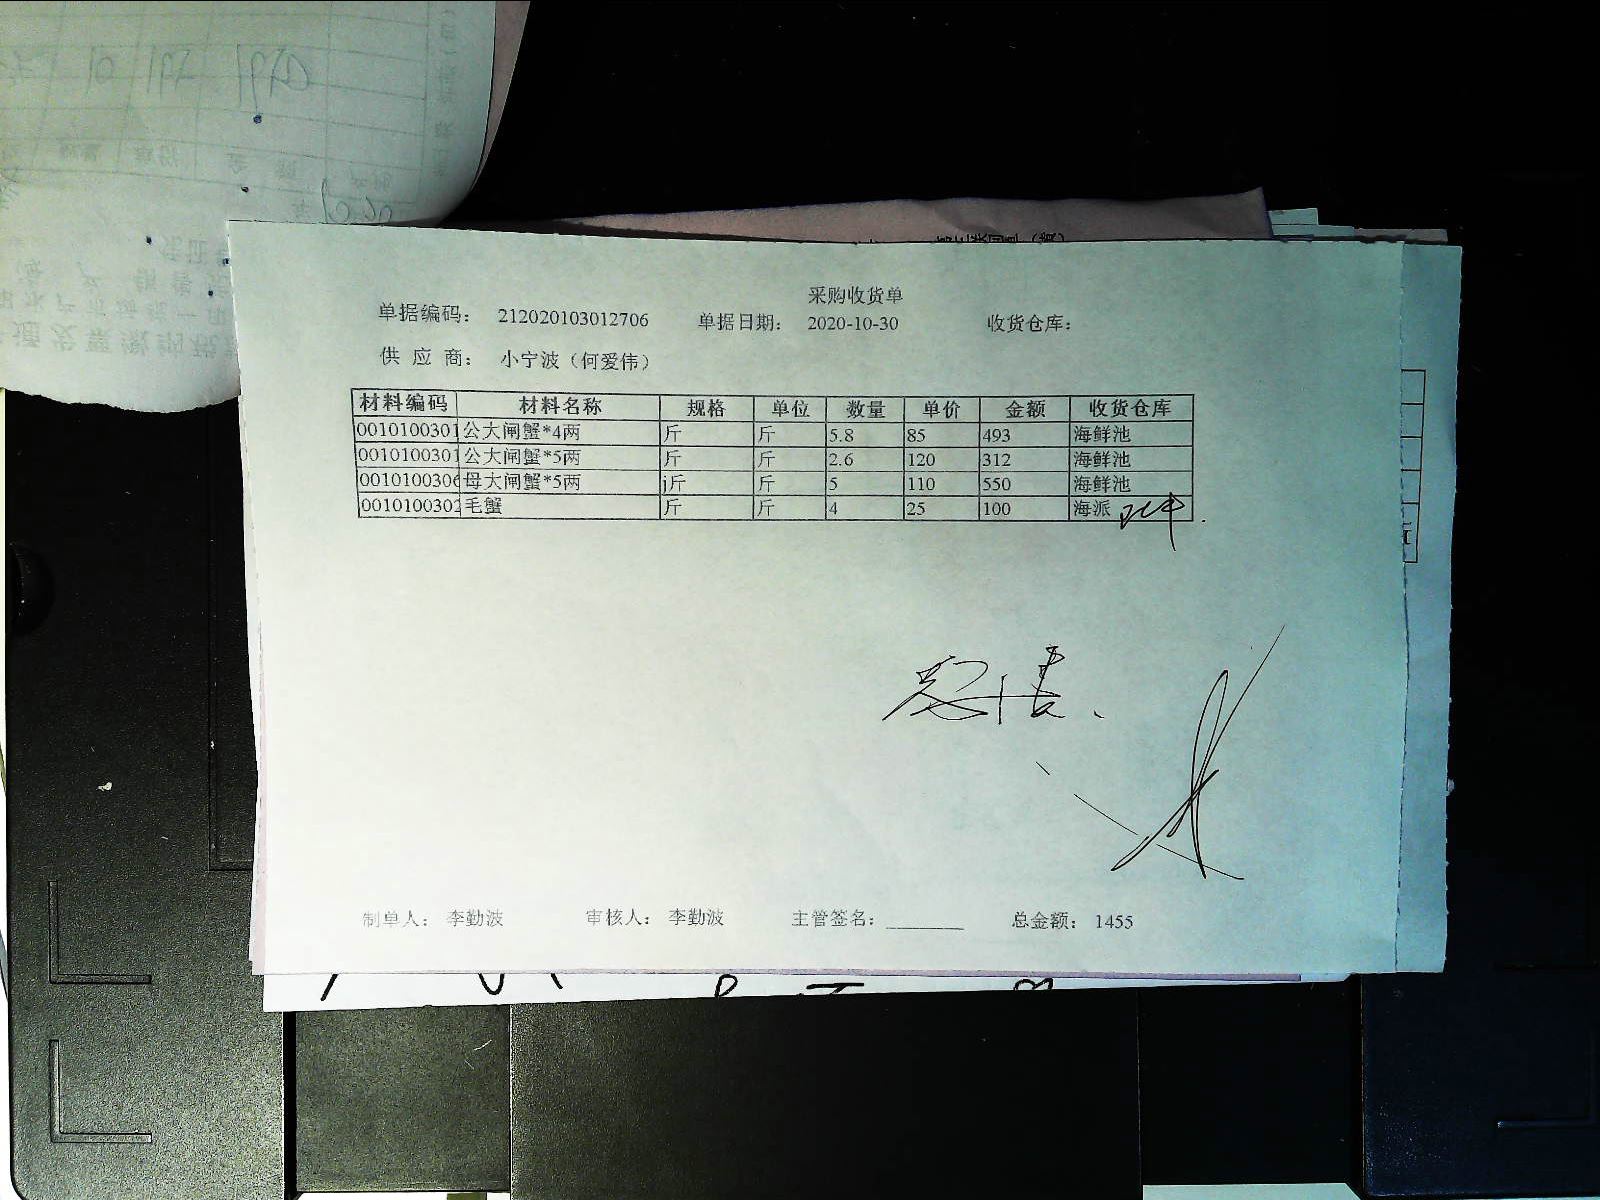 采购收货单
单据编码： 212020103012706 单据日期： 2020-10-30 收货仓库：
供 应 商： 小宁波（何爱伟）
材料编码 材料名称 规格 单位 数量 单价 金额 收货仓库
0010100301 公大闸蟹*4两 斤 斤 5.8 85 493 海鲜池
0010100301 公大闸蟹*5两 斤 斤 2.6 120 312 海鲜池
0010100306 母大闸蟹*5两 j斤 斤 5 110 550 海鲜池
0010100302 毛蟹 斤 斤 4 25 100 海派
制单人： 李勤波 审核人： 李勤波 主管签名：________ 总金额： 1455